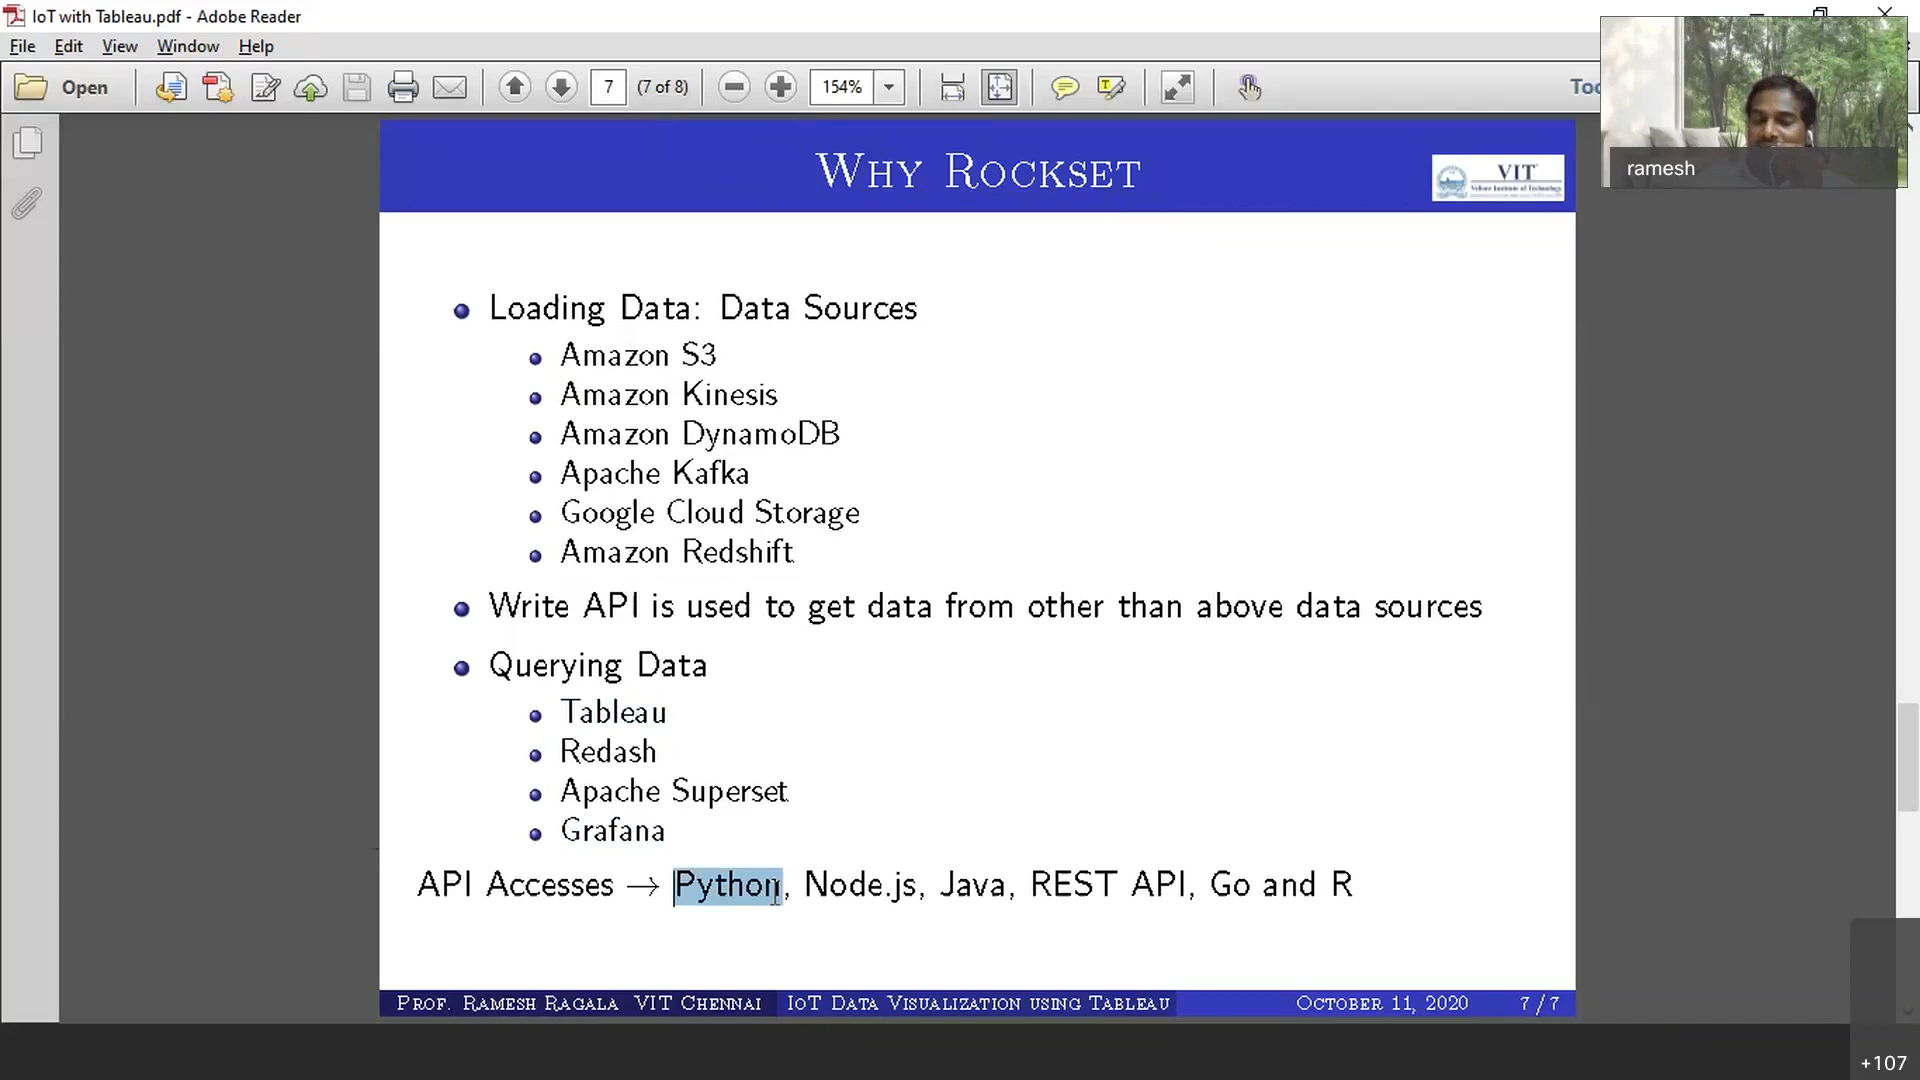 IoT with Tableau.pdf - Adobe Reader
File Edit View Window Help
Open 7 (7 of 8) 154%
ramesh
Why Rockset
VIT
Vellore Institute of Technology
Loading Data: Data Sources
Amazon S3
Amazon Kinesis
Amazon DynamoDB
Apache Kafka
Google Cloud Storage
Amazon Redshift
Write API is used to get data from other than above data sources
Querying Data
Tableau
Redash
Apache Superset
Grafana
API Accesses → Python, Node.js, Java, REST API, Go and R
Prof. Ramesh Ragala VIT Chennai IoT Data Visualization using Tableau October 11, 2020 7 / 7
+107